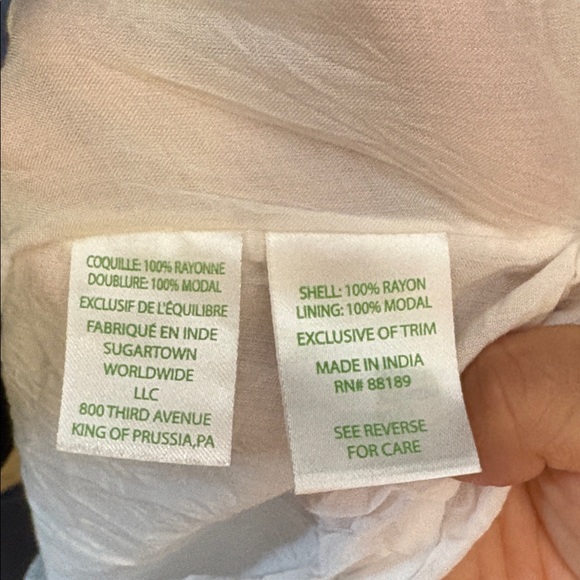 COQUILLE: 100% RAYONNE
DOUBLURE: 100% MODAL
EXCLUSIF DE L'ÉQUILIBRE
FABRIQUÉ EN INDE
SUGARTOWN
WORLDWIDE
LLC
800 THIRD AVENUE
KING OF PRUSSIA,PA
SHELL: 100% RAYON
LINING: 100% MODAL
EXCLUSIVE OF TRIM
MADE IN INDIA
RN# 88189
SEE REVERSE
FOR CARE